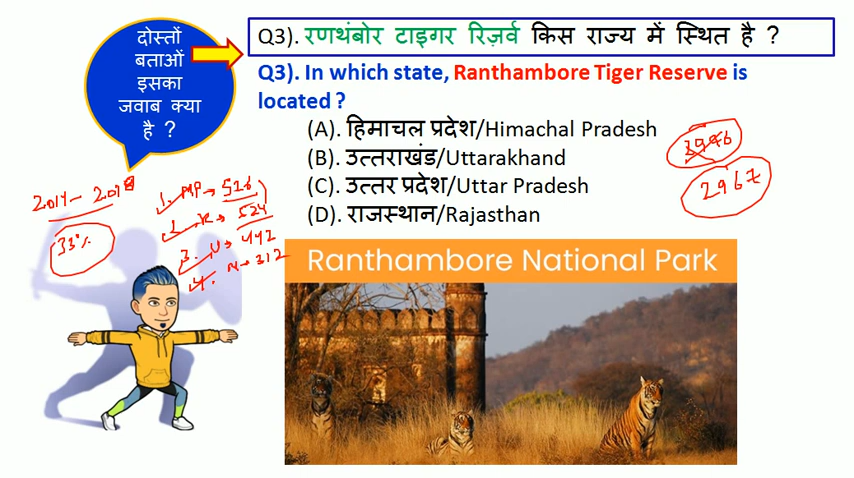 दोस्तों
बताओं
इसका
जवाब क्या
है ?
Q3). रणथंबोर टाइगर रिज़र्व किस राज्य में स्थित है ?
Q3). In which state, Ranthambore Tiger Reserve is
located ?
(A). हिमाचल प्रदेश/Himachal Pradesh
(B). उत्तराखंड/Uttarakhand
(C). उत्तर प्रदेश/Uttar Pradesh
(D). राजस्थान/Rajasthan
2967
2014 - 2018
33%
1. MP → 526
2. K → 524
3. U → 442
4. M → 312
Ranthambore National Park